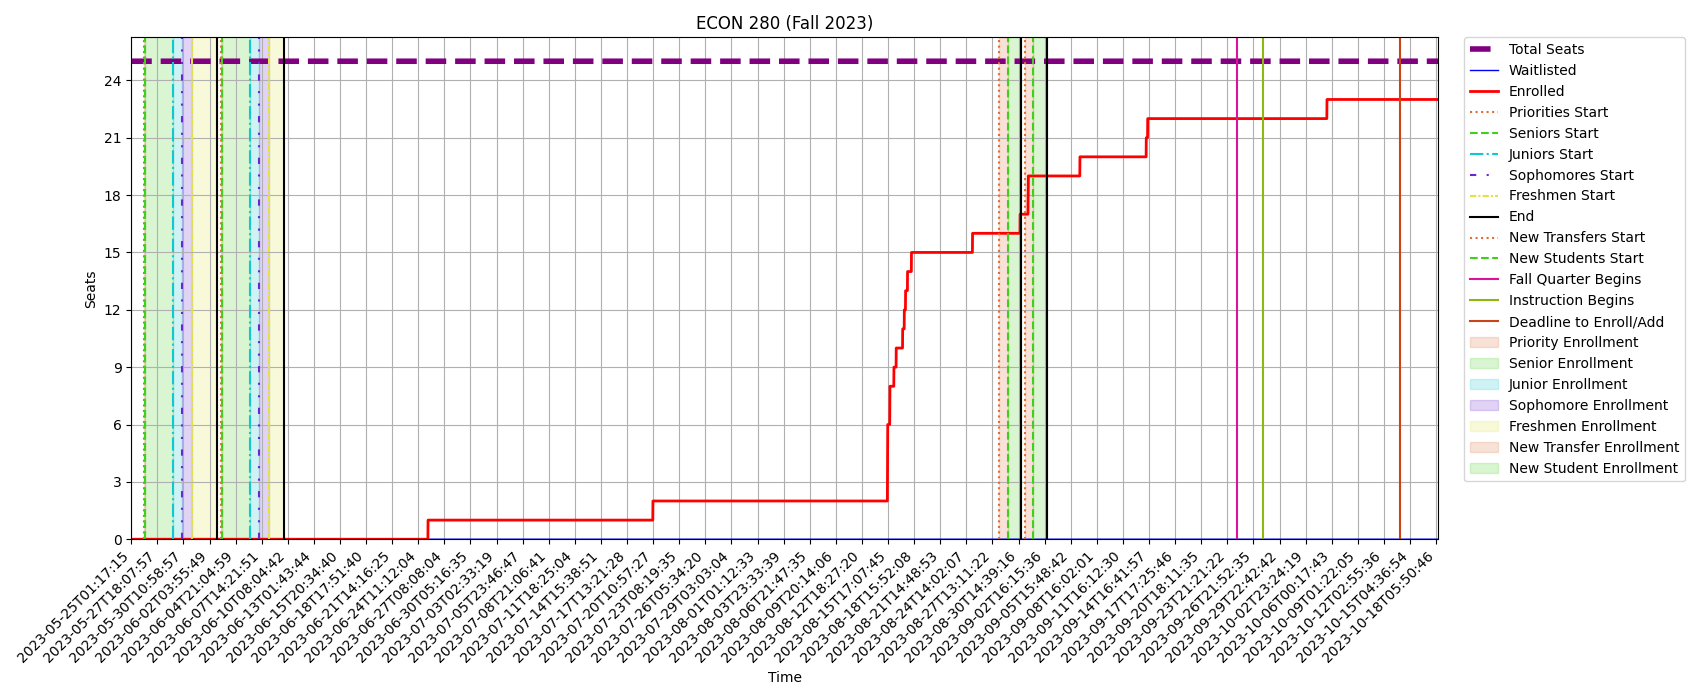 ECON 280 (Fall 2023)
Seats
24
21
18
15
12
9
6
3
0
2023-05-25T01:17:15
2023-05-27T18:07:57
2023-05-30T10:58:57
2023-06-02T03:55:49
2023-06-04T21:04:59
2023-06-07T14:21:51
2023-06-10T08:04:42
2023-06-13T01:43:44
2023-06-15T20:34:40
2023-06-18T17:51:40
2023-06-21T14:16:25
2023-06-24T11:12:04
2023-06-27T08:08:04
2023-06-30T05:16:35
2023-07-03T02:33:19
2023-07-05T23:46:47
2023-07-08T21:06:41
2023-07-11T18:25:04
2023-07-14T15:38:51
2023-07-17T13:21:28
2023-07-20T10:57:27
2023-07-23T08:19:35
2023-07-26T05:34:20
2023-07-29T03:03:04
2023-08-01T01:12:33
2023-08-03T23:33:39
2023-08-06T21:47:35
2023-08-09T20:14:06
2023-08-12T18:27:20
2023-08-15T17:07:45
2023-08-18T15:52:08
2023-08-21T14:48:53
2023-08-24T14:02:07
2023-08-27T13:11:22
2023-08-30T14:39:16
2023-09-02T16:15:36
2023-09-05T15:48:42
2023-09-08T16:02:01
2023-09-11T16:12:30
2023-09-14T16:41:57
2023-09-17T17:25:46
2023-09-20T18:11:35
2023-09-23T21:21:22
2023-09-26T21:52:35
2023-09-29T22:42:42
2023-10-02T23:24:19
2023-10-06T00:17:43
2023-10-09T01:22:05
2023-10-12T02:55:36
2023-10-15T04:36:54
2023-10-18T05:50:46
Time
Total Seats
Waitlisted
Enrolled
Priorities Start
Seniors Start
Juniors Start
Sophomores Start
Freshmen Start
End
New Transfers Start
New Students Start
Fall Quarter Begins
Instruction Begins
Deadline to Enroll/Add
Priority Enrollment
Senior Enrollment
Junior Enrollment
Sophomore Enrollment
Freshmen Enrollment
New Transfer Enrollment
New Student Enrollment